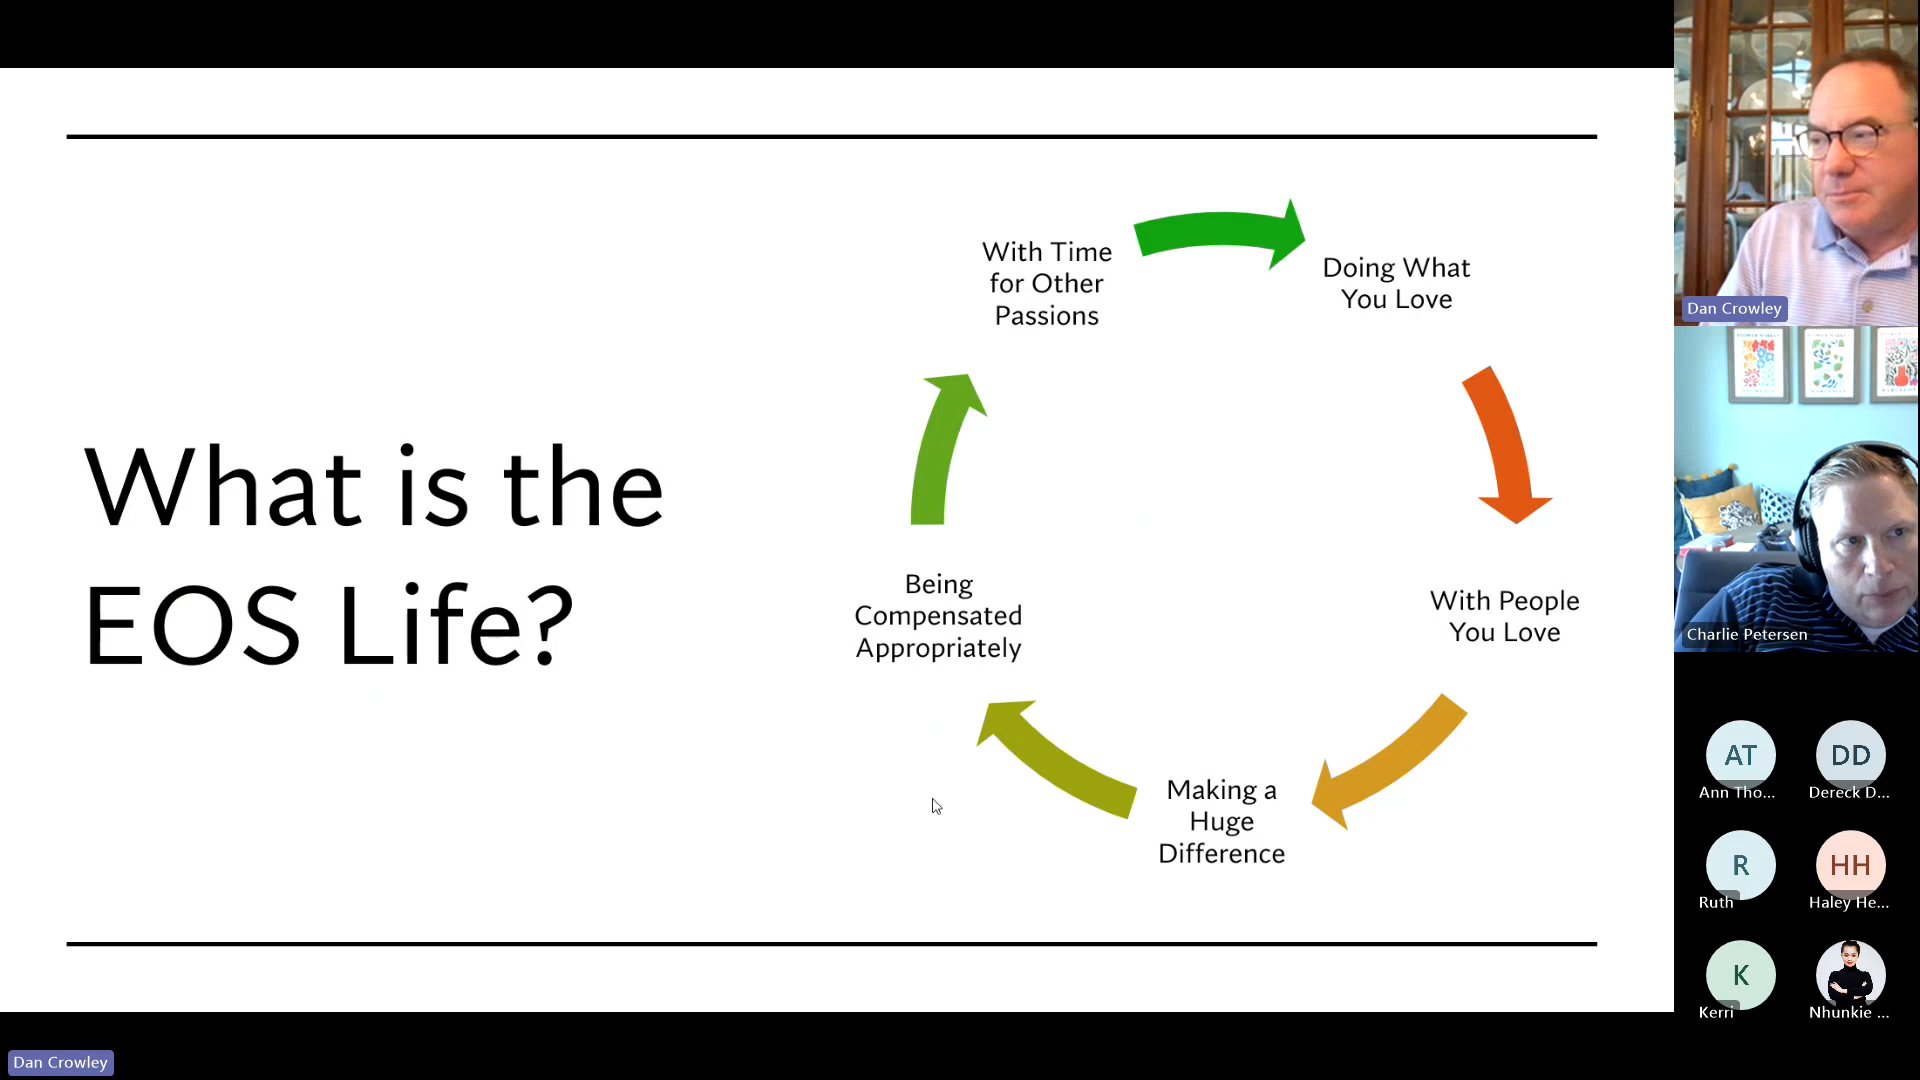 What is the
EOS Life?
With Time
for Other
Passions
Doing What
You Love
With People
You Love
Making a
Huge
Difference
Being
Compensated
Appropriately
Dan Crowley
Charlie Petersen
AT
Ann Tho...
DD
Dereck D...
R
Ruth
HH
Haley He...
K
Kerri
Nhunkie ...
Dan Crowley